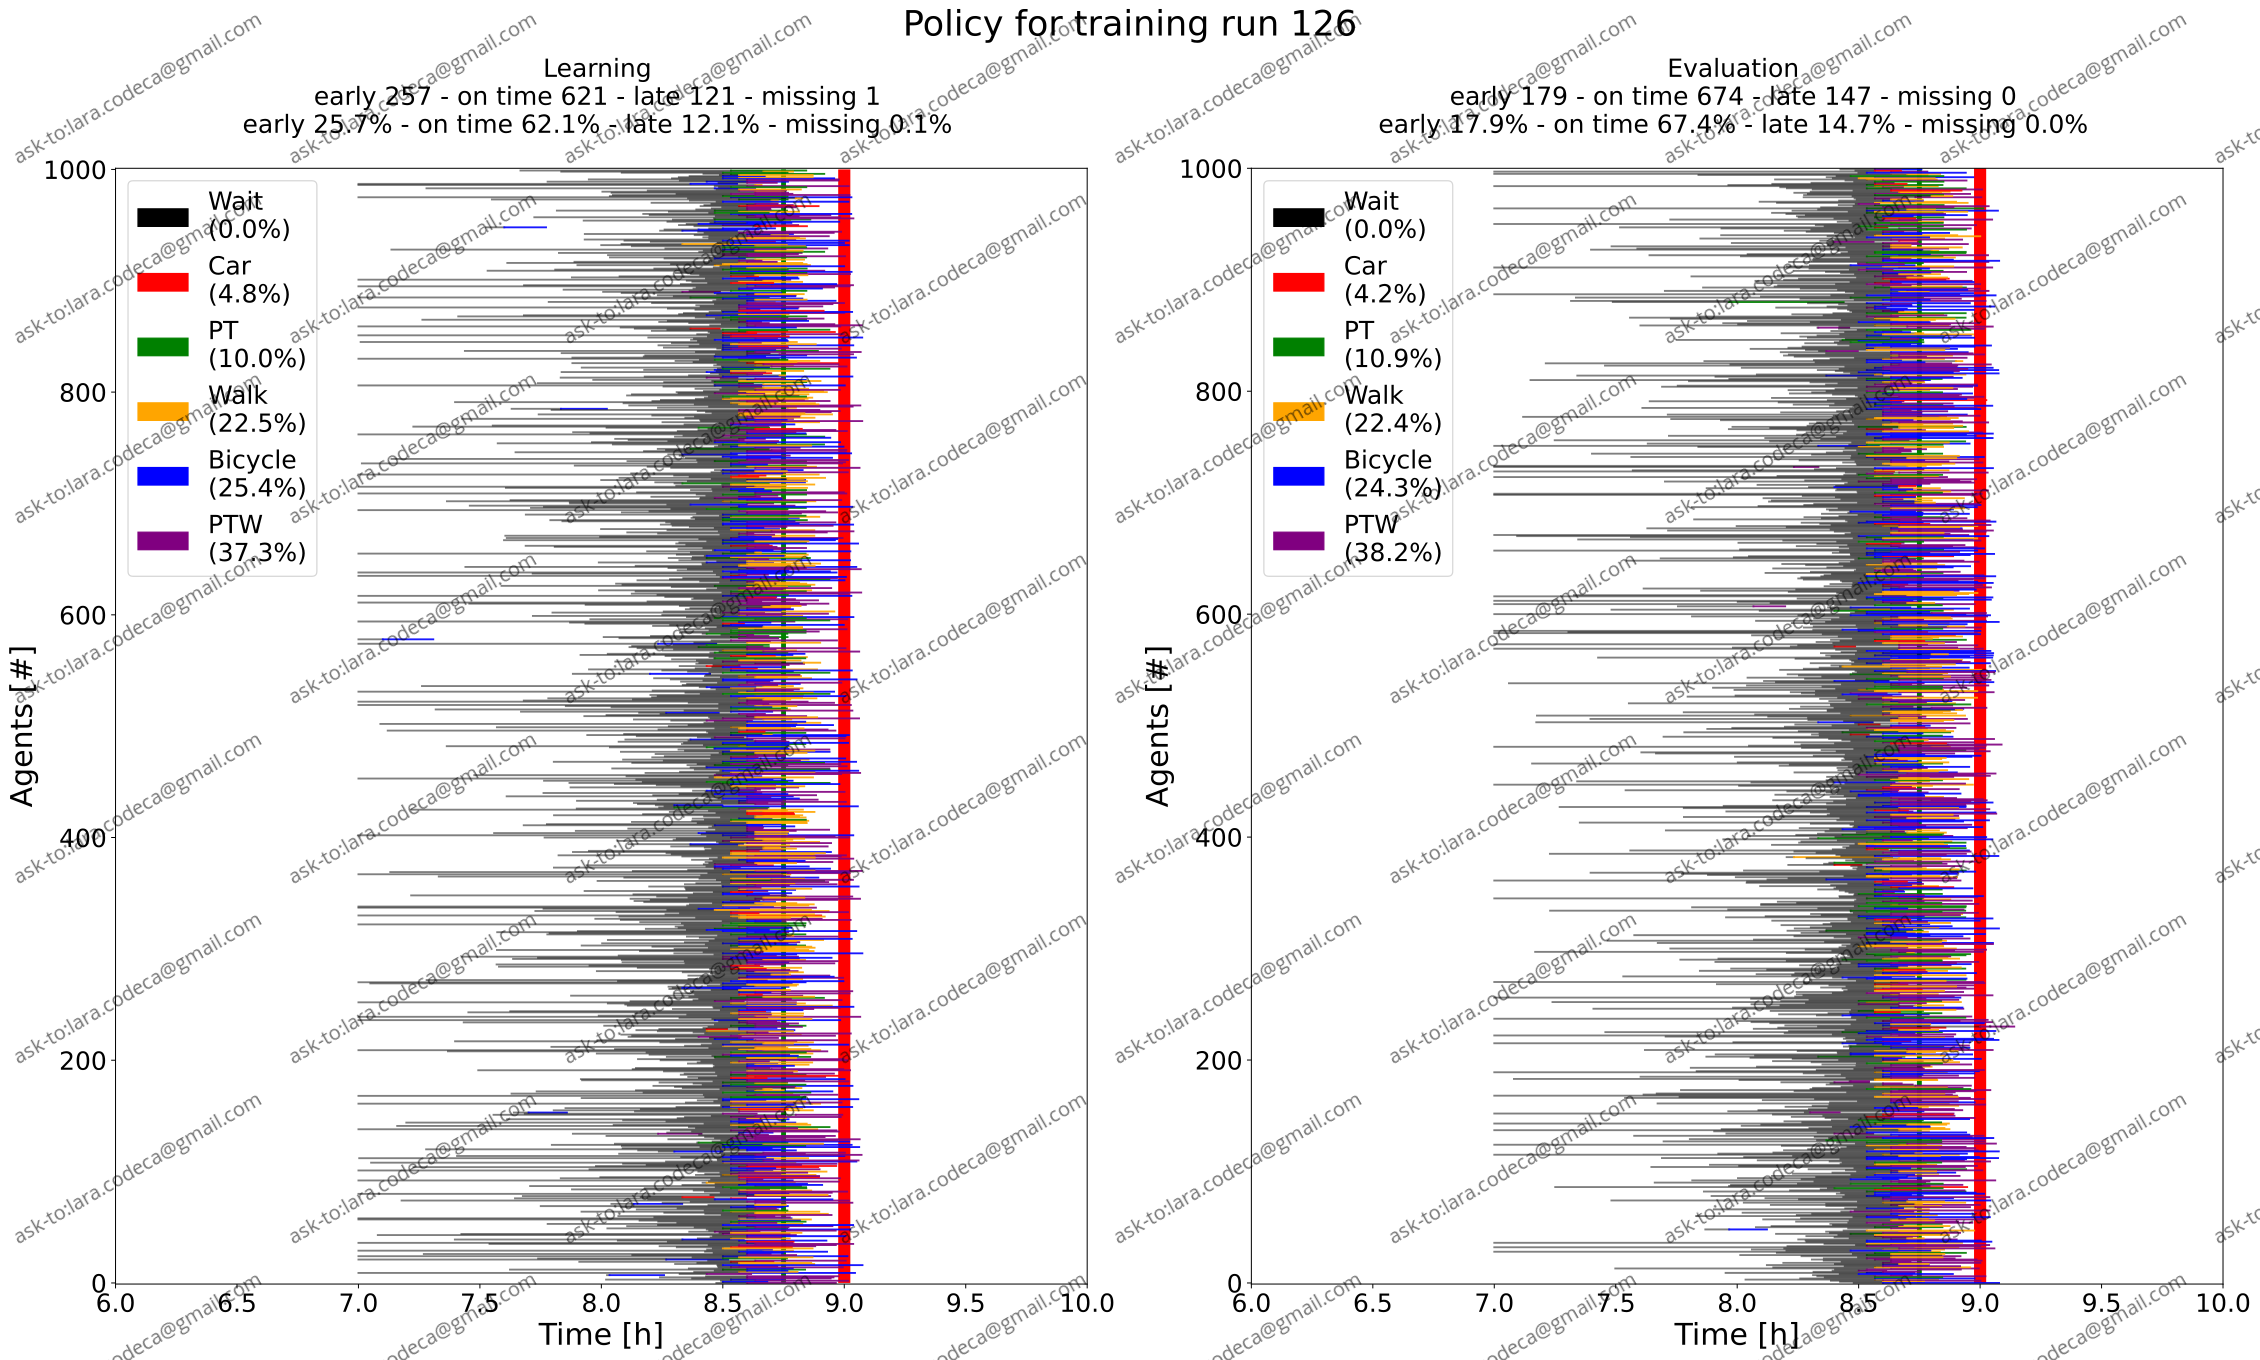 Policy for training run 126
Learning
early 257 - on time 621 - late 121 - missing 1
early 25.7% - on time 62.1% - late 12.1% - missing 0.1%
Agents [#]
1000
800
600
400
200
0
Wait
(0.0%)
Car
(4.8%)
PT
(10.0%)
Walk
(22.5%)
Bicycle
(25.4%)
PTW
(37.3%)
6.0 6.5 7.0 7.5 8.0 8.5 9.0 9.5 10.0
Time [h]
Evaluation
early 179 - on time 674 - late 147 - missing 0
early 17.9% - on time 67.4% - late 14.7% - missing 0.0%
Agents [#]
1000
800
600
400
200
0
Wait
(0.0%)
Car
(4.2%)
PT
(10.9%)
Walk
(22.4%)
Bicycle
(24.3%)
PTW
(38.2%)
6.0 6.5 7.0 7.5 8.0 8.5 9.0 9.5 10.0
Time [h]
ask-to:lara.codeca@gmail.com